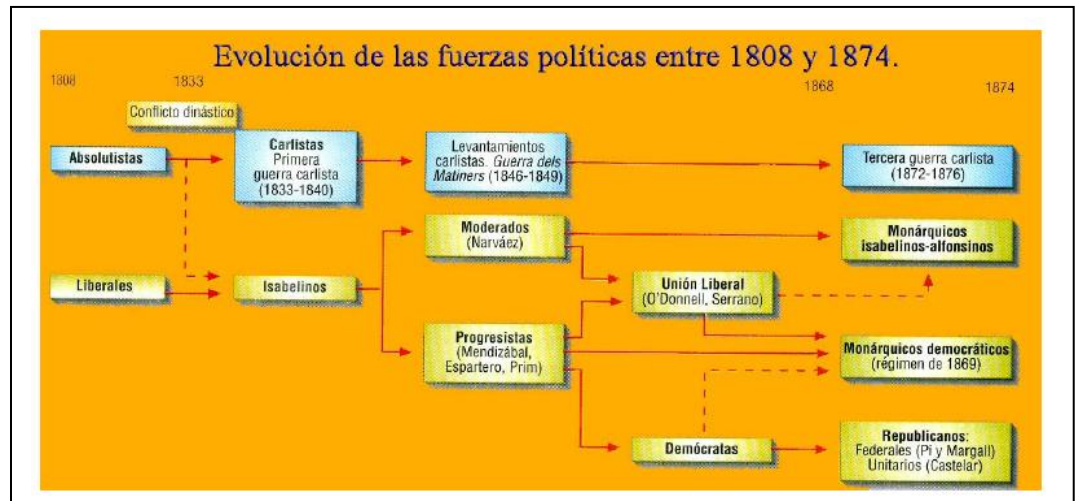 Evolución de las fuerzas políticas entre 1808 y 1874.
1808
1833
1868
1874
Conflicto dinástico
Absolutistas
Carlistas
Primera
guerra carlista
(1833-1840)
Levantamientos
carlistas. Guerra dels
Matiners (1846-1849)
Tercera guerra carlista
(1872-1876)
Moderados
(Narváez)
Monárquicos
isabelinos-alfonsinos
Liberales
Isabelinos
Unión Liberal
(O'Donnell, Serrano)
Progresistas
(Mendizábal,
Espartero, Prim)
Monárquicos democráticos
(régimen de 1869)
Demócratas
Republicanos:
Federales (Pi y Margall)
Unitarios (Castelar)